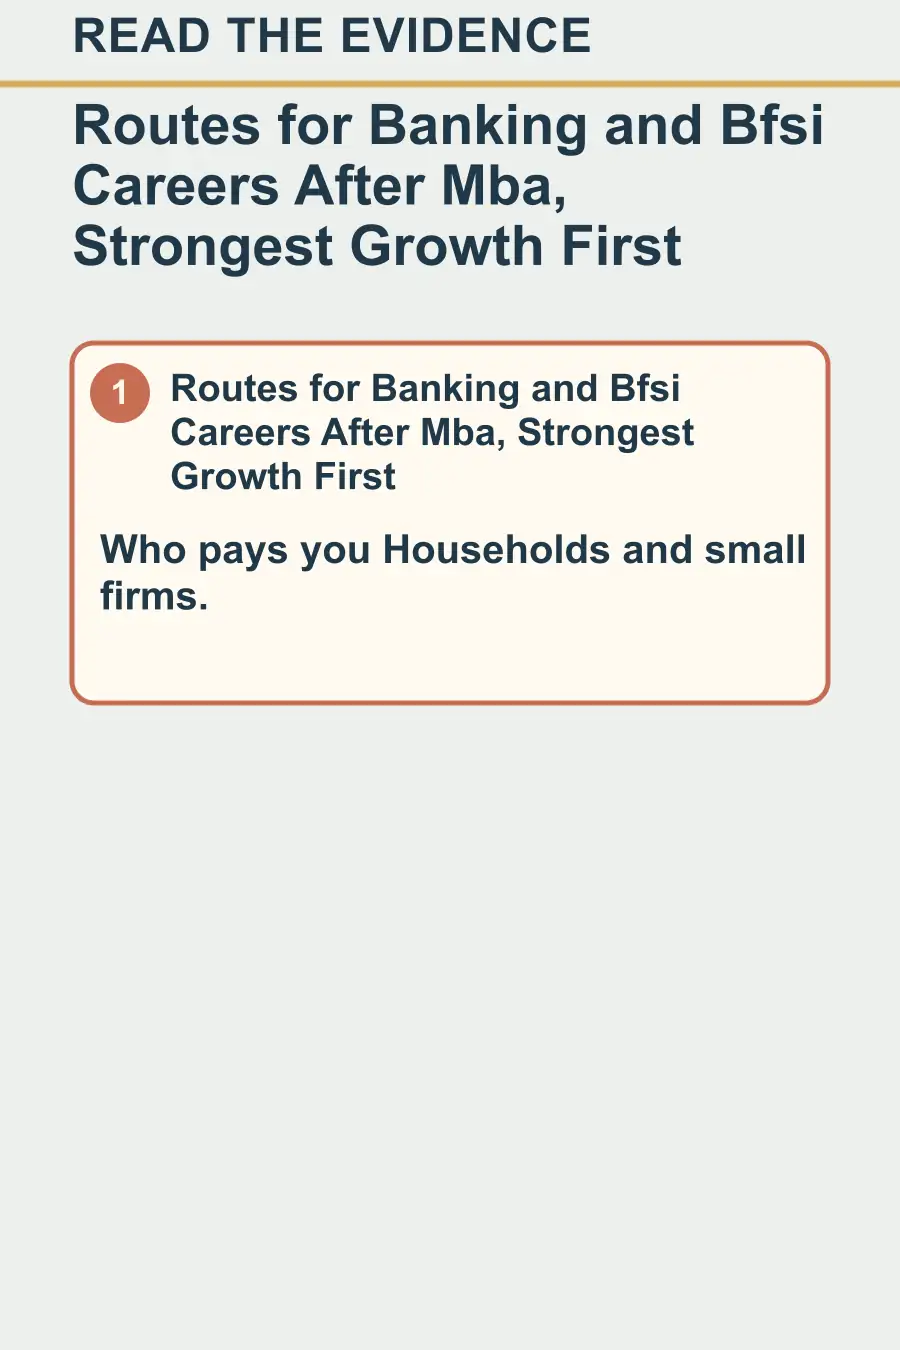 READ THE EVIDENCE
Routes for Banking and Bfsi
Careers After Mba,
Strongest Growth First
1
Routes for Banking and Bfsi
Careers After Mba, Strongest
Growth First
Who pays you Households and small
firms.